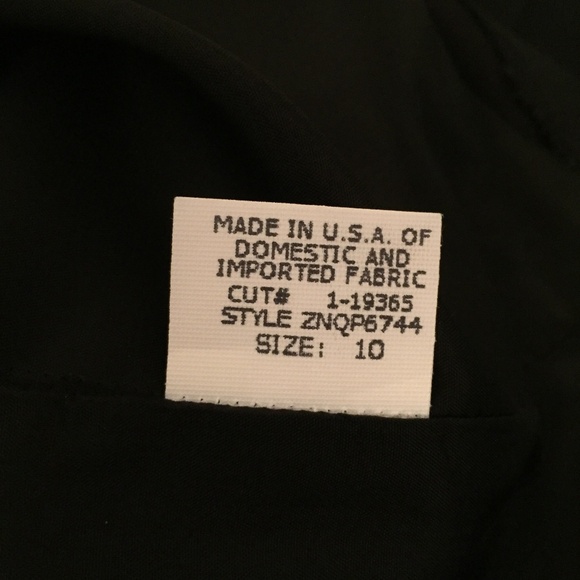 MADE IN U.S.A. OF
DOMESTIC AND
IMPORTED FABRIC
CUT# 1-19365
STYLE ZNQP6744
SIZE: 10